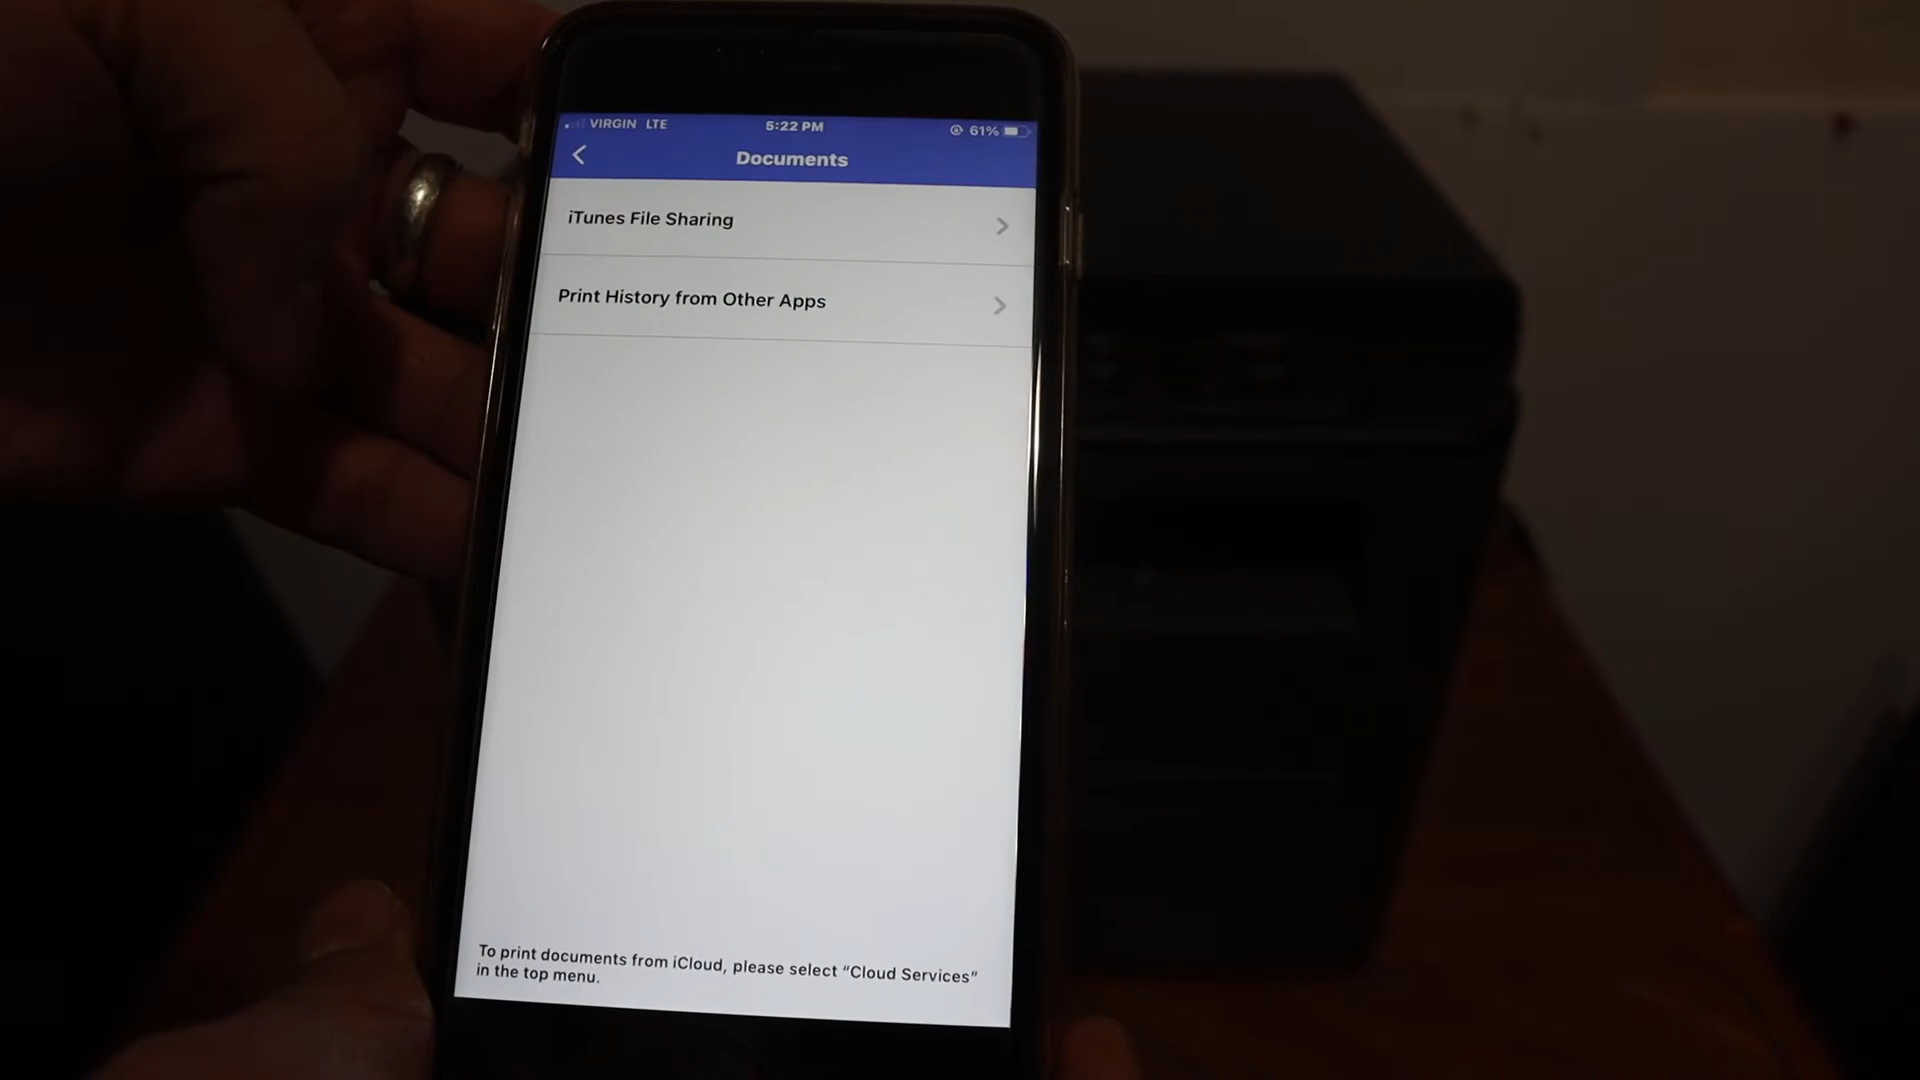 VIRGIN LTE 5:22 PM 61%
Documents
iTunes File Sharing
Print History from Other Apps
To print documents from iCloud, please select “Cloud Services”
in the top menu.